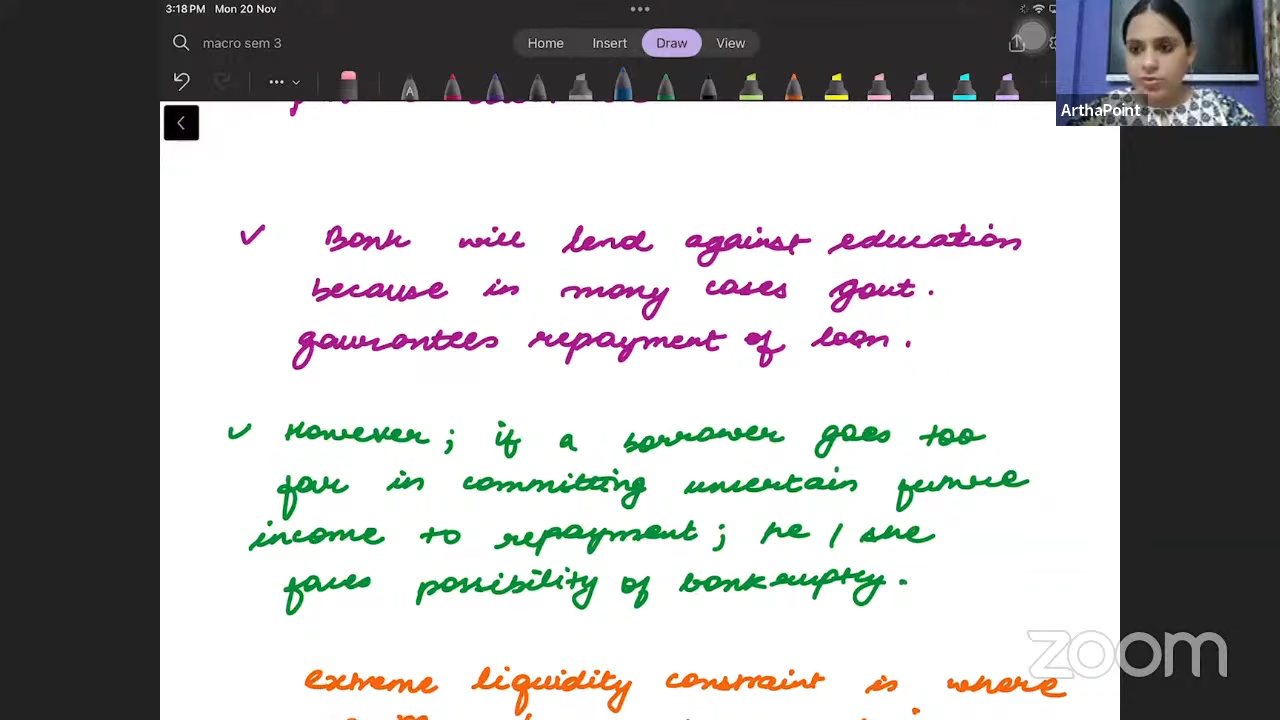 3:18 PM Mon 20 Nov
macro sem 3
Home Insert Draw View
A
ArthaPoint
✓ Bank will lend against education
because in many cases govt.
gaurantees repayment of loan.
✓ However; if a borrower goes too
far in committing uncertain future
income to repayment; he / she
faces possibility of bankruptcy.
extreme liquidity constraint is where
zoom